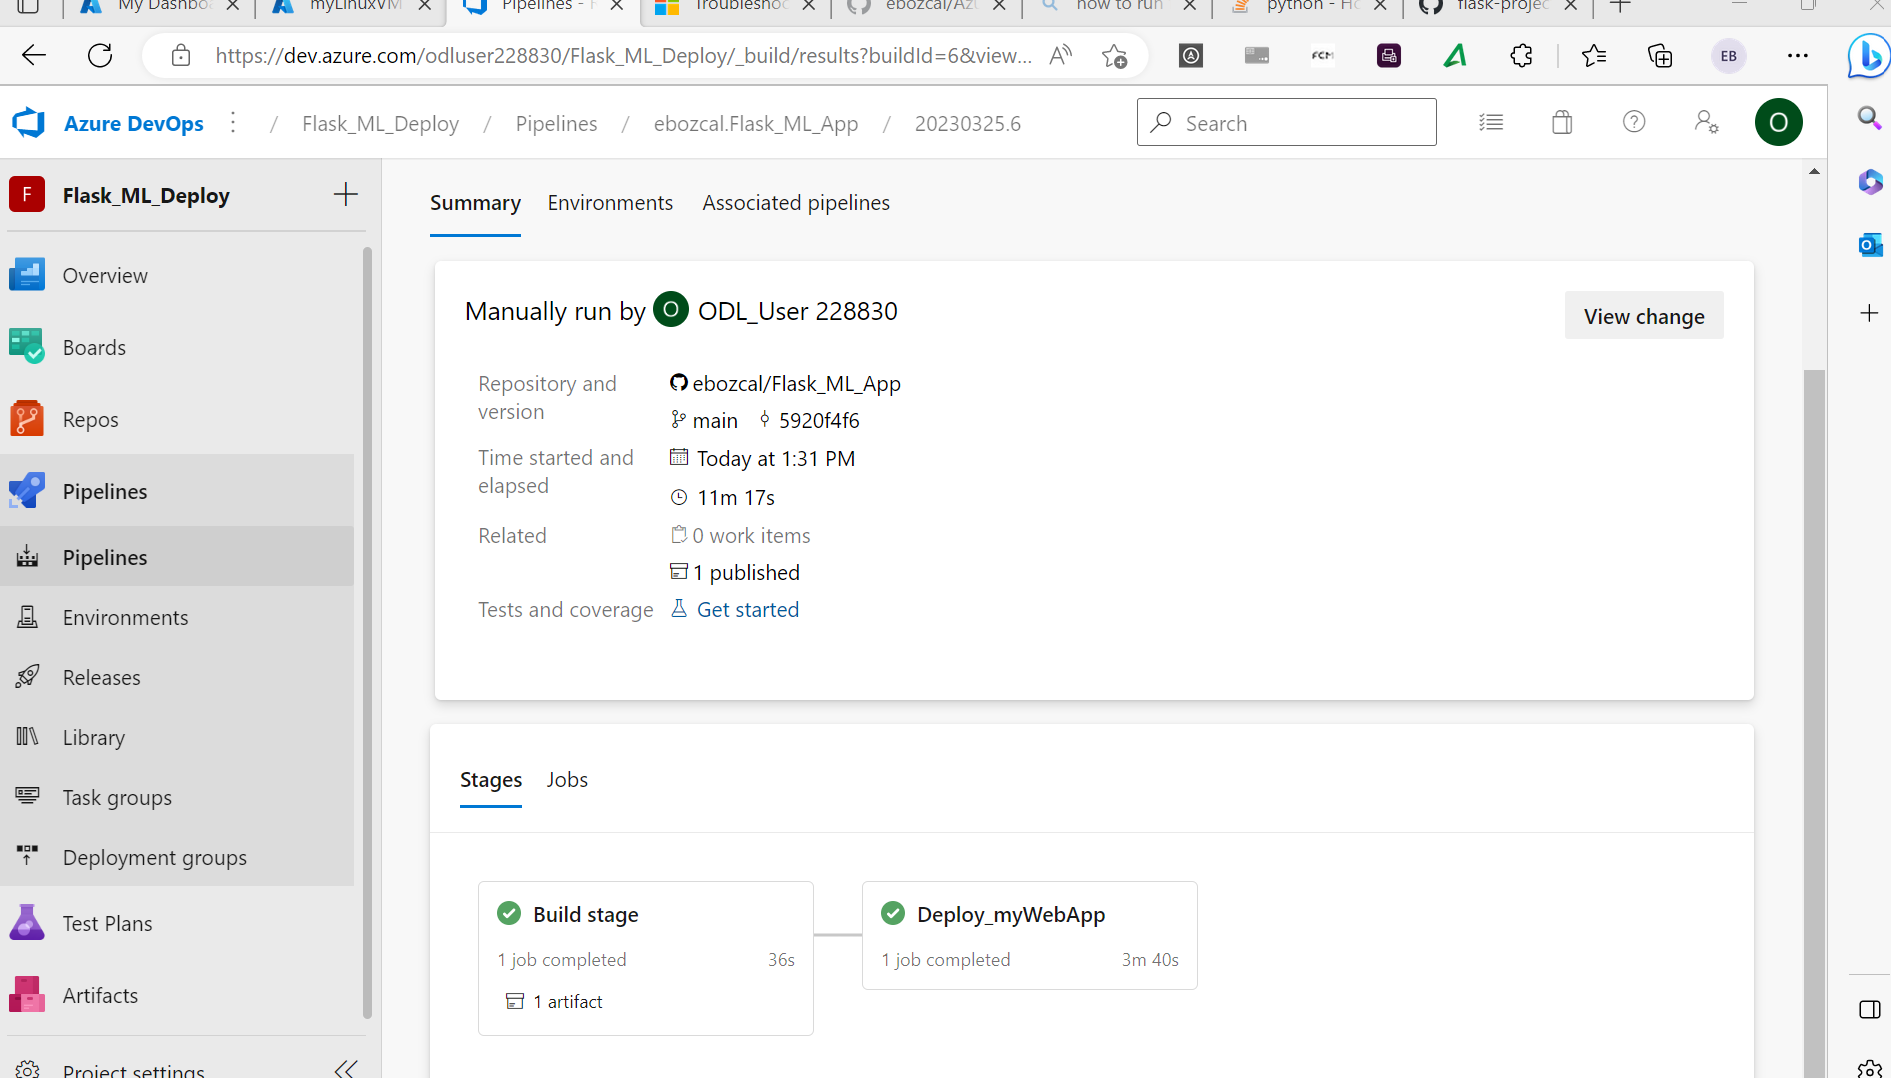 My Dashbo
myLinuxVM
Pipelines - F
Troubleshoo
ebozcal/Azu
how to run
python - Ho
flask-projec
https://dev.azure.com/odluser228830/Flask_ML_Deploy/_build/results?buildId=6&view...
FCM
EB
Azure DevOps / Flask_ML_Deploy / Pipelines / ebozcal.Flask_ML_App / 20230325.6
Search
O
F Flask_ML_Deploy
Overview
Boards
Repos
Pipelines
Pipelines
Environments
Releases
Library
Task groups
Deployment groups
Test Plans
Artifacts
Project settings
Summary Environments Associated pipelines
Manually run by O ODL_User 228830
View change
Repository and
version
ebozcal/Flask_ML_App
main 5920f4f6
Time started and
elapsed
Today at 1:31 PM
11m 17s
Related
0 work items
1 published
Tests and coverage
Get started
Stages Jobs
Build stage
1 job completed 36s
1 artifact
Deploy_myWebApp
1 job completed 3m 40s